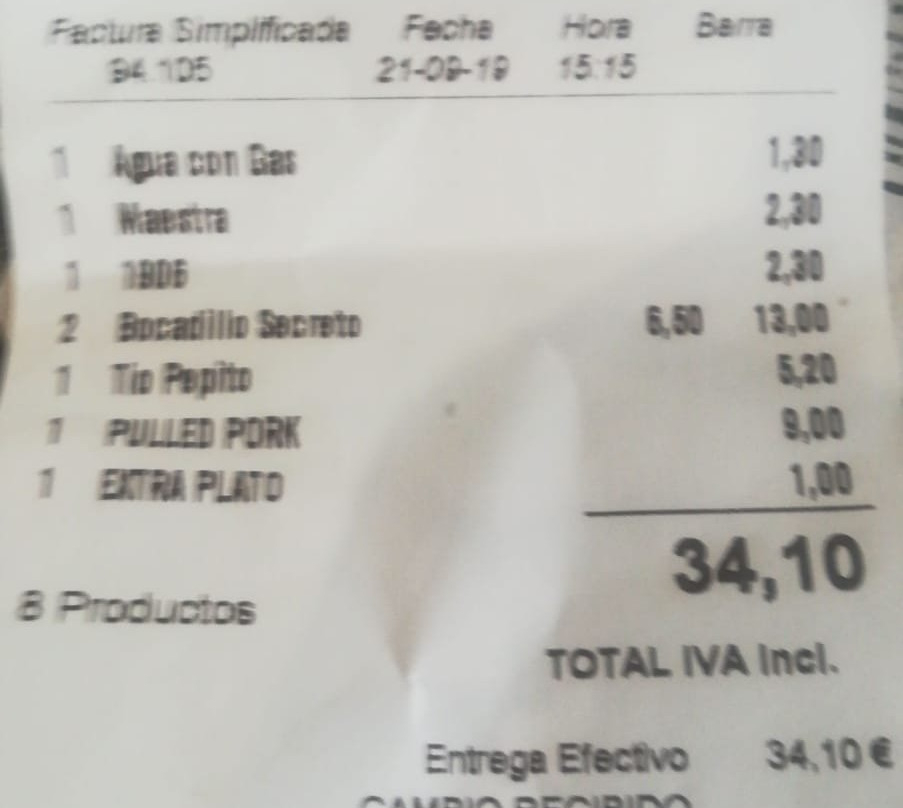 Factura Simplificada Fecha Hora Barra
94.105 21-09-19 15:15
1 Agua con Gas 1,30
1 Maestra 2,30
1 1906 2,30
2 Bocadillo Secreto 6,50 13,00
1 Tio Pepito 5,20
1 PULLED PORK 9,00
1 EXTRA PLATO 1,00
34,10
8 Productos
TOTAL IVA Incl.
Entrega Efectivo 34,10 €
CAMBIO RECIBIDO